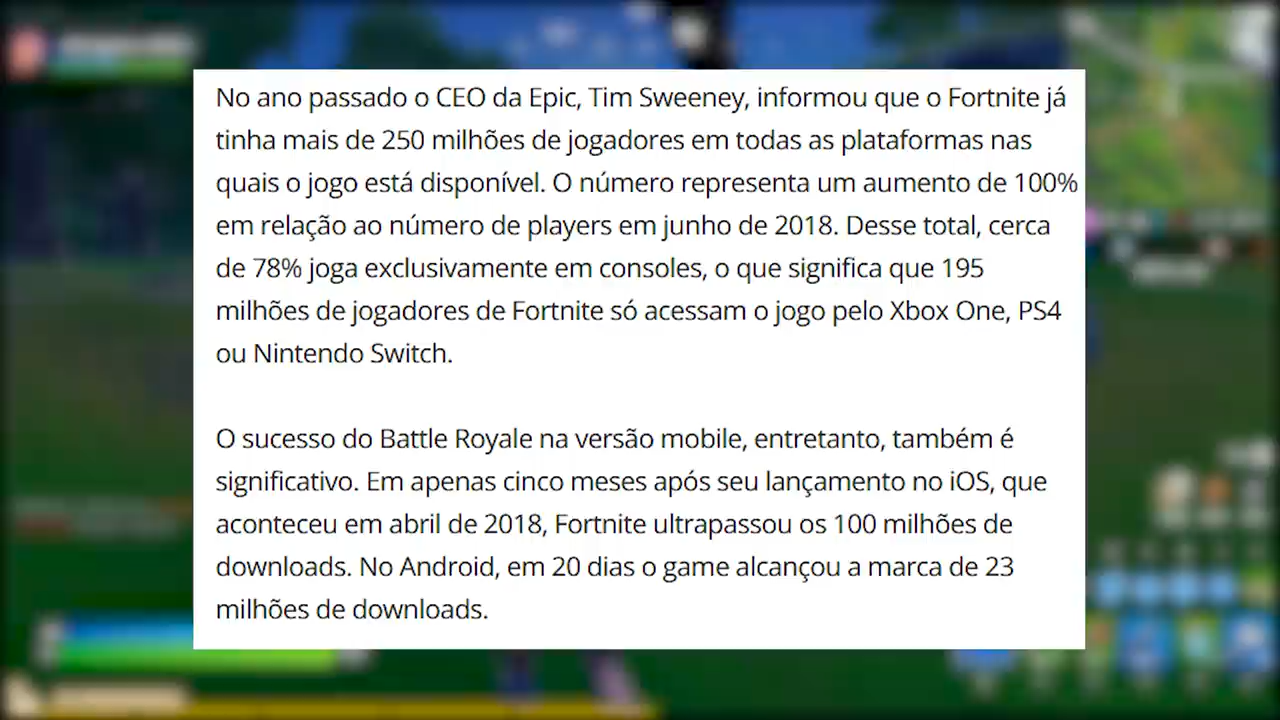 No ano passado o CEO da Epic, Tim Sweeney, informou que o Fortnite já
tinha mais de 250 milhões de jogadores em todas as plataformas nas
quais o jogo está disponível. O número representa um aumento de 100%
em relação ao número de players em junho de 2018. Desse total, cerca
de 78% joga exclusivamente em consoles, o que significa que 195
milhões de jogadores de Fortnite só acessam o jogo pelo Xbox One, PS4
ou Nintendo Switch.
O sucesso do Battle Royale na versão mobile, entretanto, também é
significativo. Em apenas cinco meses após seu lançamento no iOS, que
aconteceu em abril de 2018, Fortnite ultrapassou os 100 milhões de
downloads. No Android, em 20 dias o game alcançou a marca de 23
milhões de downloads.